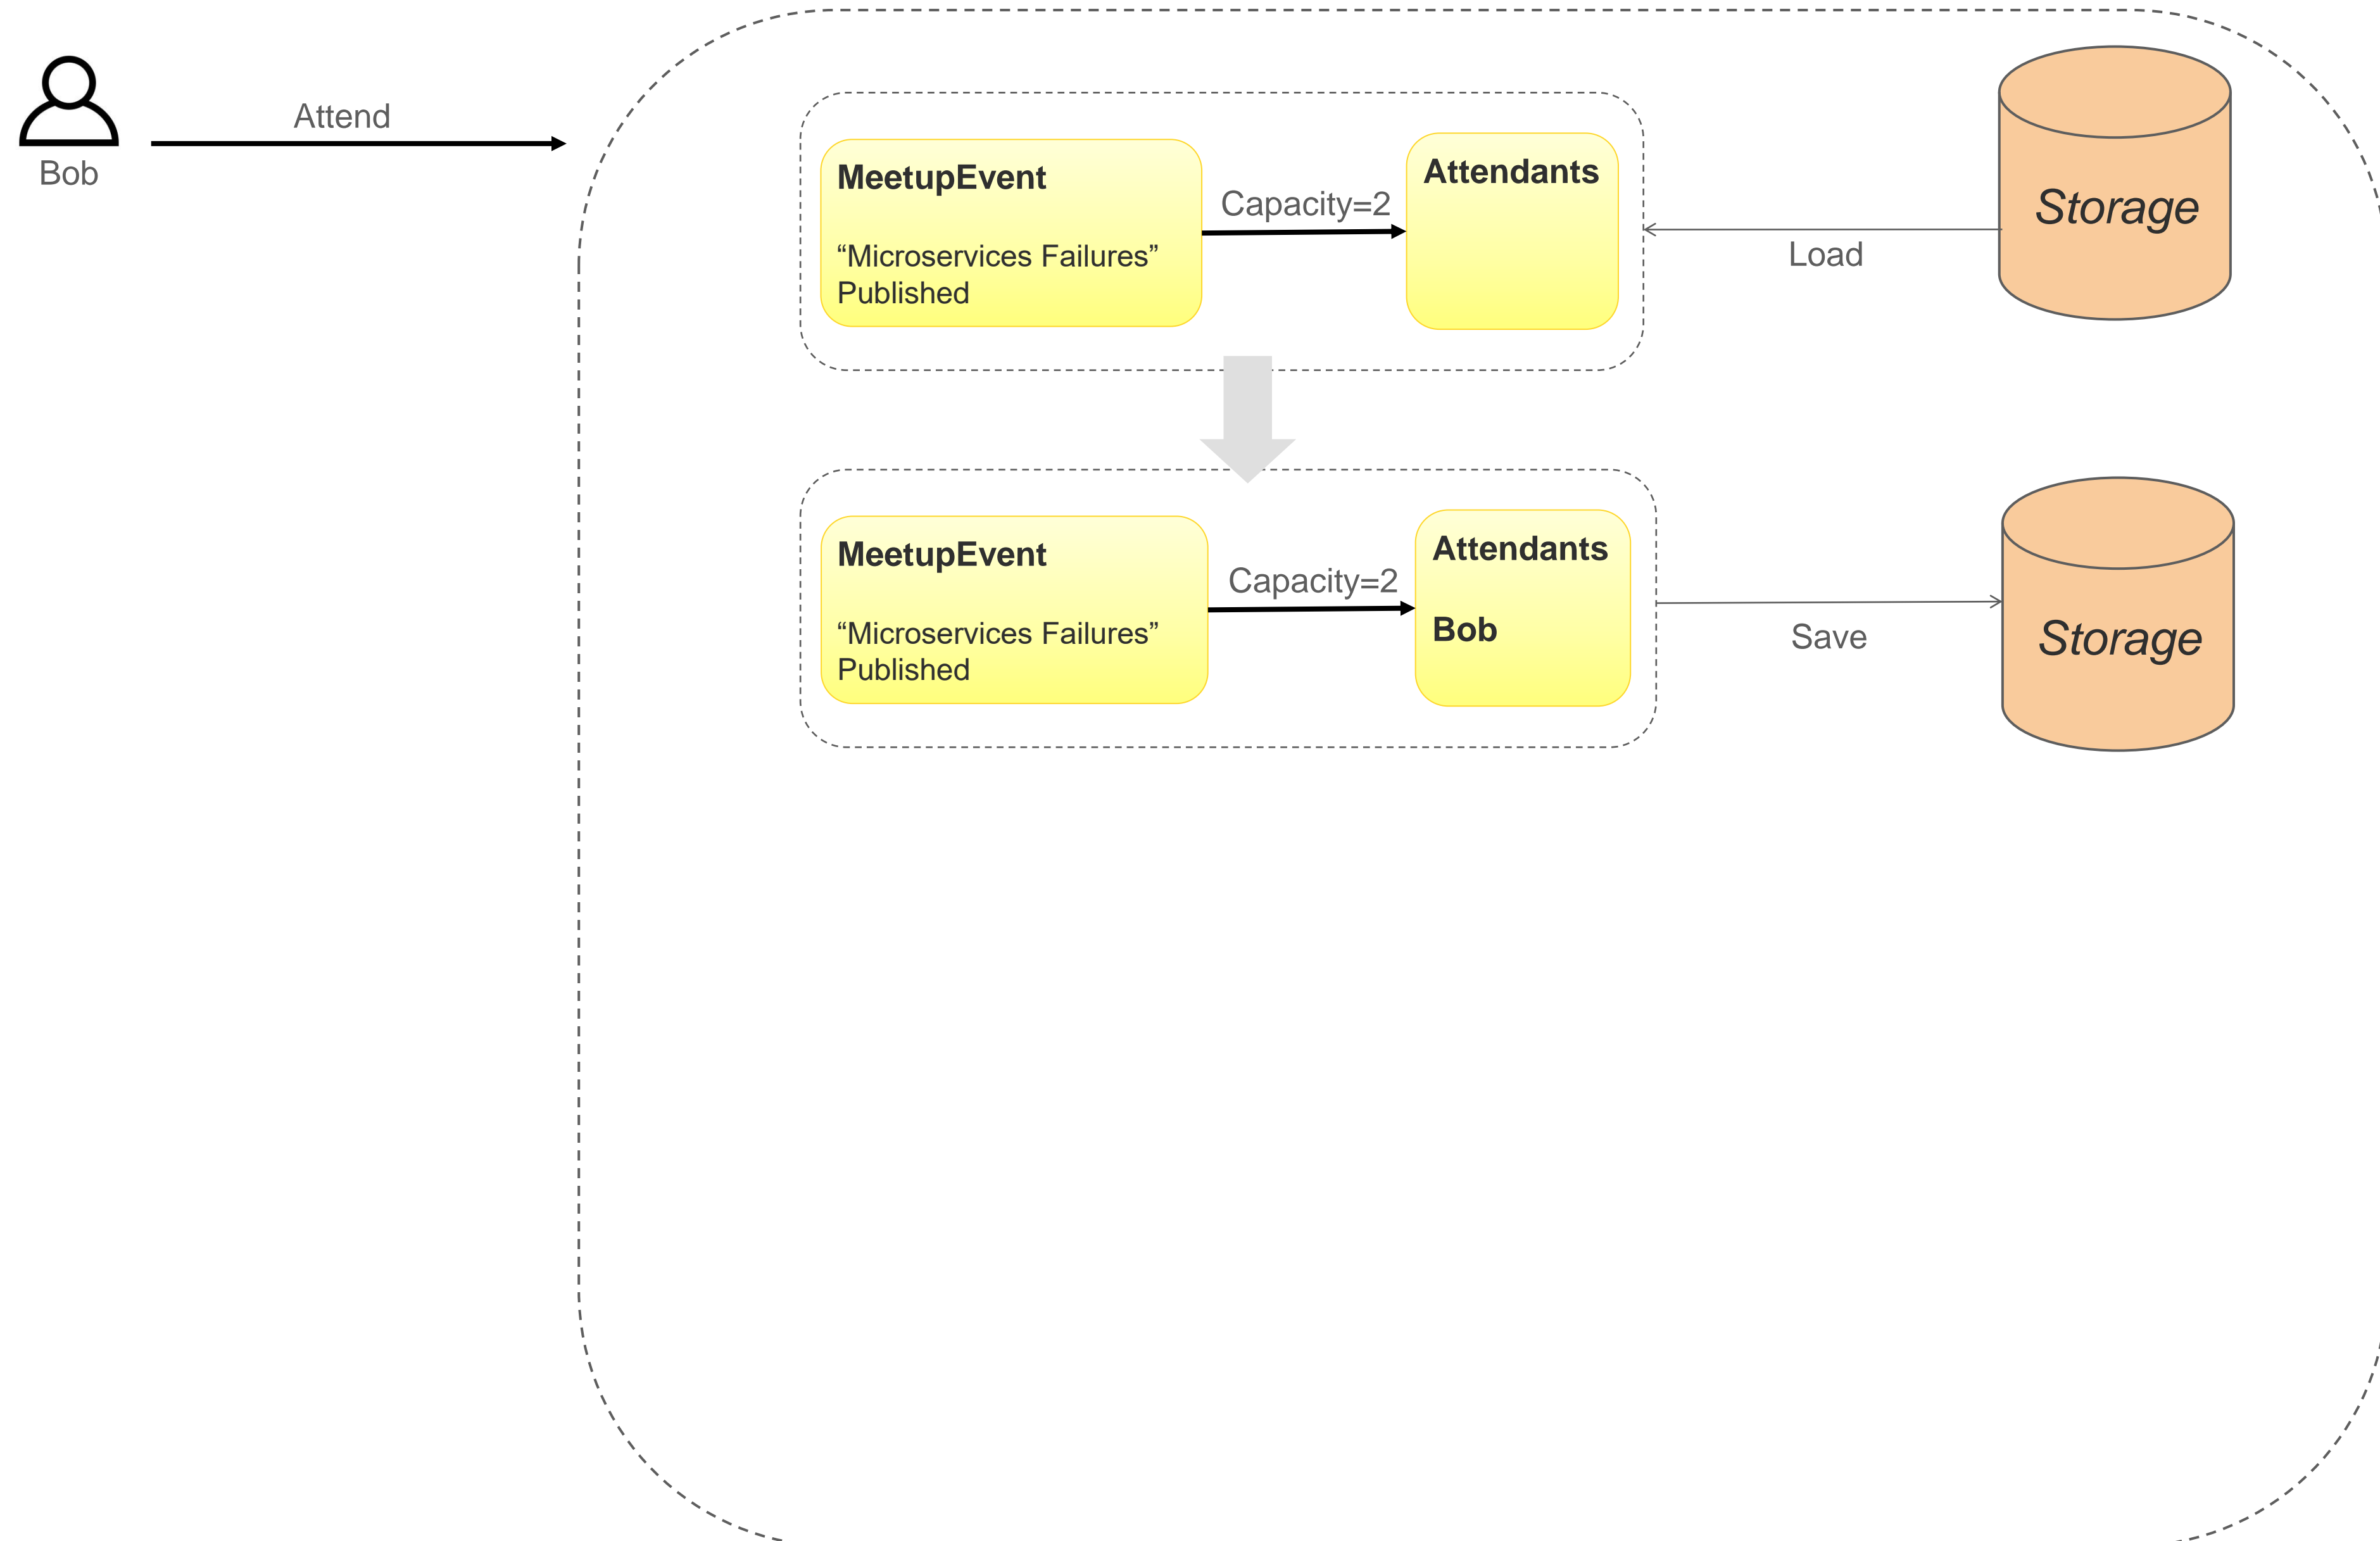 Attend
Bob
MeetupEvent
“Microservices Failures”
Published
Capacity=2
Attendants
Load
Storage
MeetupEvent
“Microservices Failures”
Published
Capacity=2
Attendants
Bob
Save
Storage